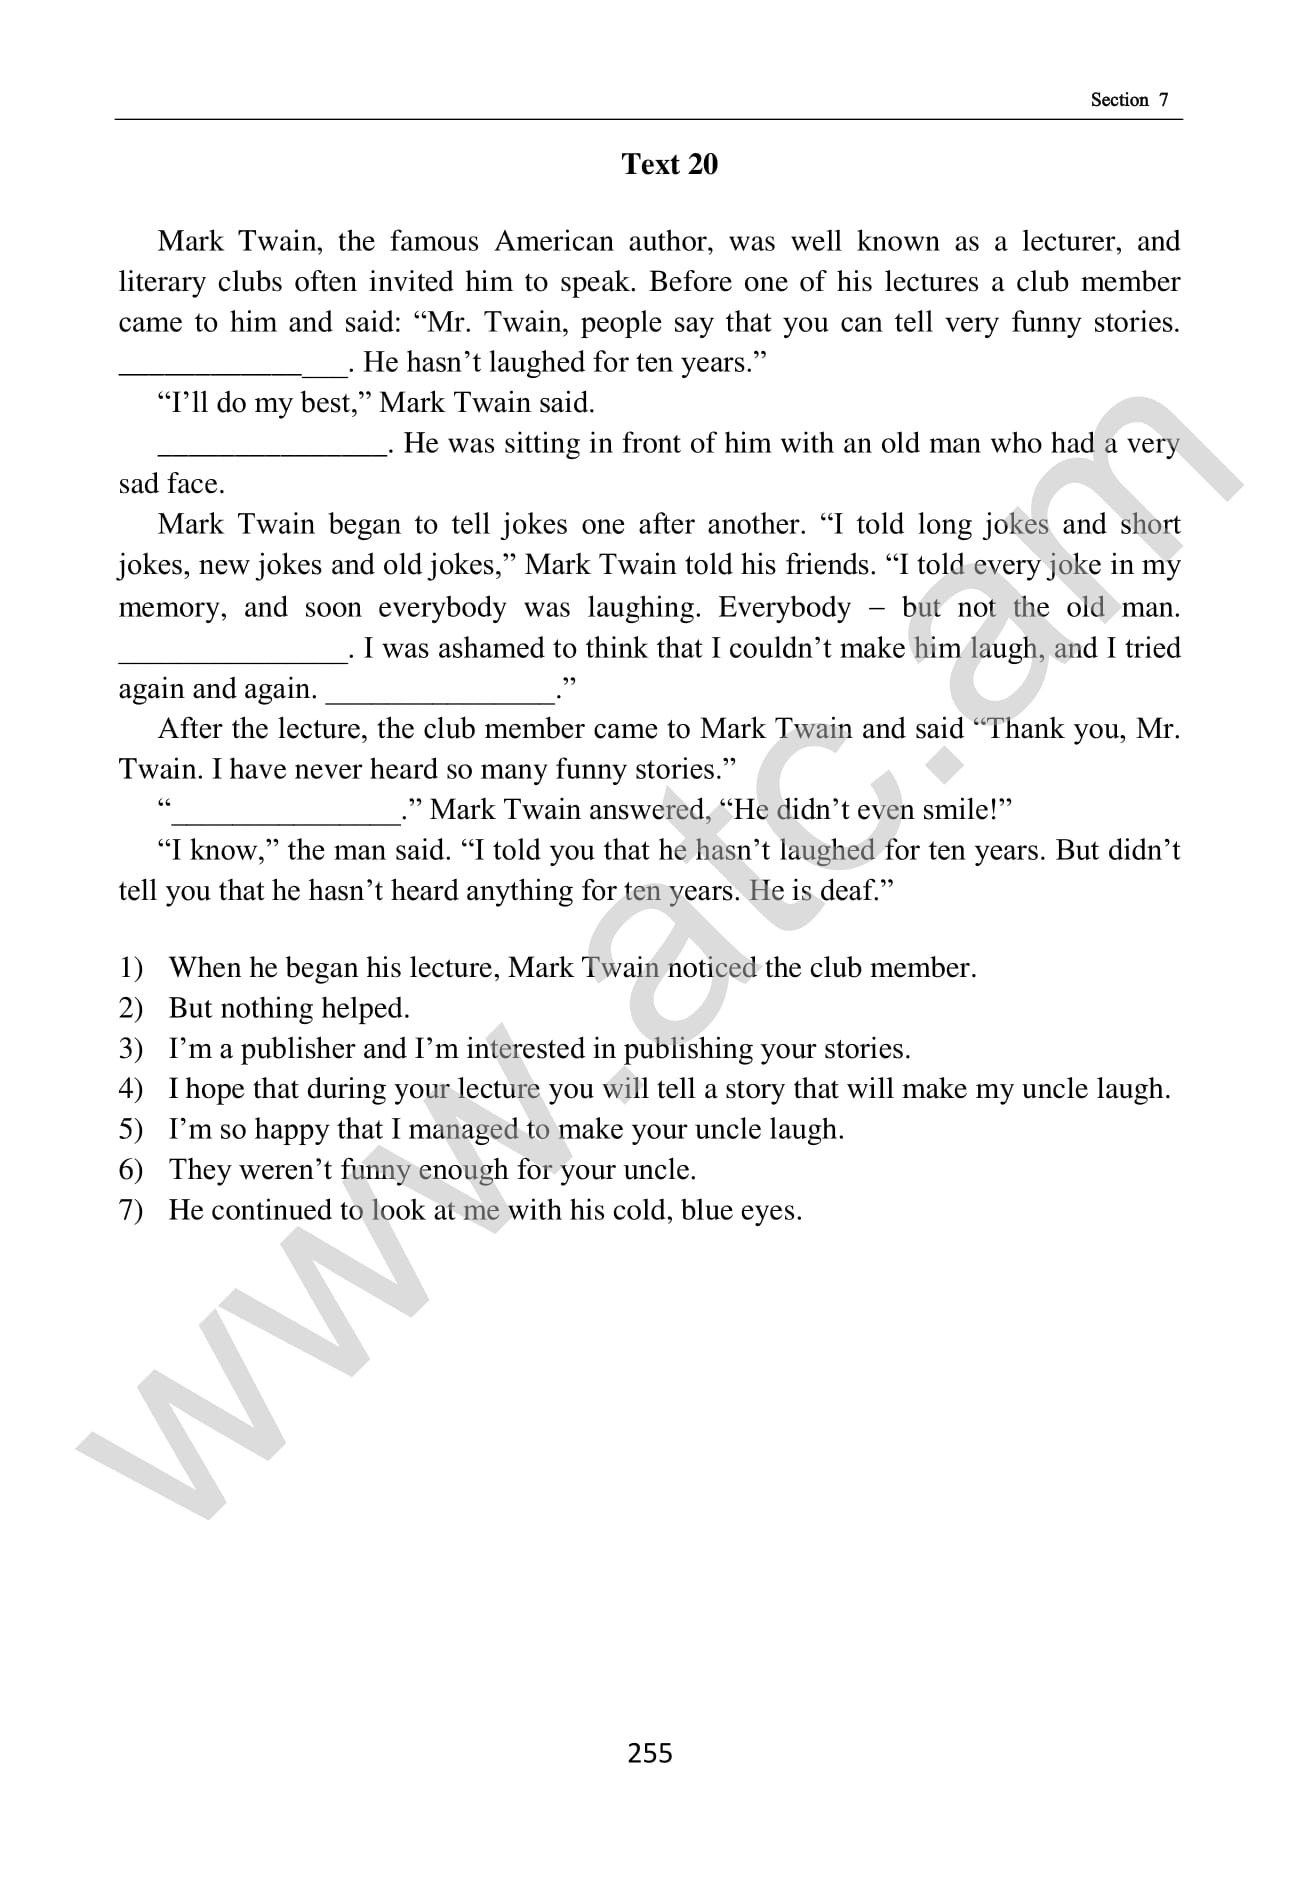 Section 7
Text 20
Mark Twain, the famous American author, was well known as a lecturer, and
literary clubs often invited him to speak. Before one of his lectures a club member
came to him and said: “Mr. Twain, people say that you can tell very funny stories.
_______________. He hasn’t laughed for ten years.”
“I’ll do my best,” Mark Twain said.
_______________. He was sitting in front of him with an old man who had a very
sad face.
Mark Twain began to tell jokes one after another. “I told long jokes and short
jokes, new jokes and old jokes,” Mark Twain told his friends. “I told every joke in my
memory, and soon everybody was laughing. Everybody – but not the old man.
_______________. I was ashamed to think that I couldn’t make him laugh, and I tried
again and again. _______________.”
After the lecture, the club member came to Mark Twain and said “Thank you, Mr.
Twain. I have never heard so many funny stories.”
“_______________.” Mark Twain answered, “He didn’t even smile!”
“I know,” the man said. “I told you that he hasn’t laughed for ten years. But didn’t
tell you that he hasn’t heard anything for ten years. He is deaf.”
1) When he began his lecture, Mark Twain noticed the club member.
2) But nothing helped.
3) I’m a publisher and I’m interested in publishing your stories.
4) I hope that during your lecture you will tell a story that will make my uncle laugh.
5) I’m so happy that I managed to make your uncle laugh.
6) They weren’t funny enough for your uncle.
7) He continued to look at me with his cold, blue eyes.
www.atc.am
255